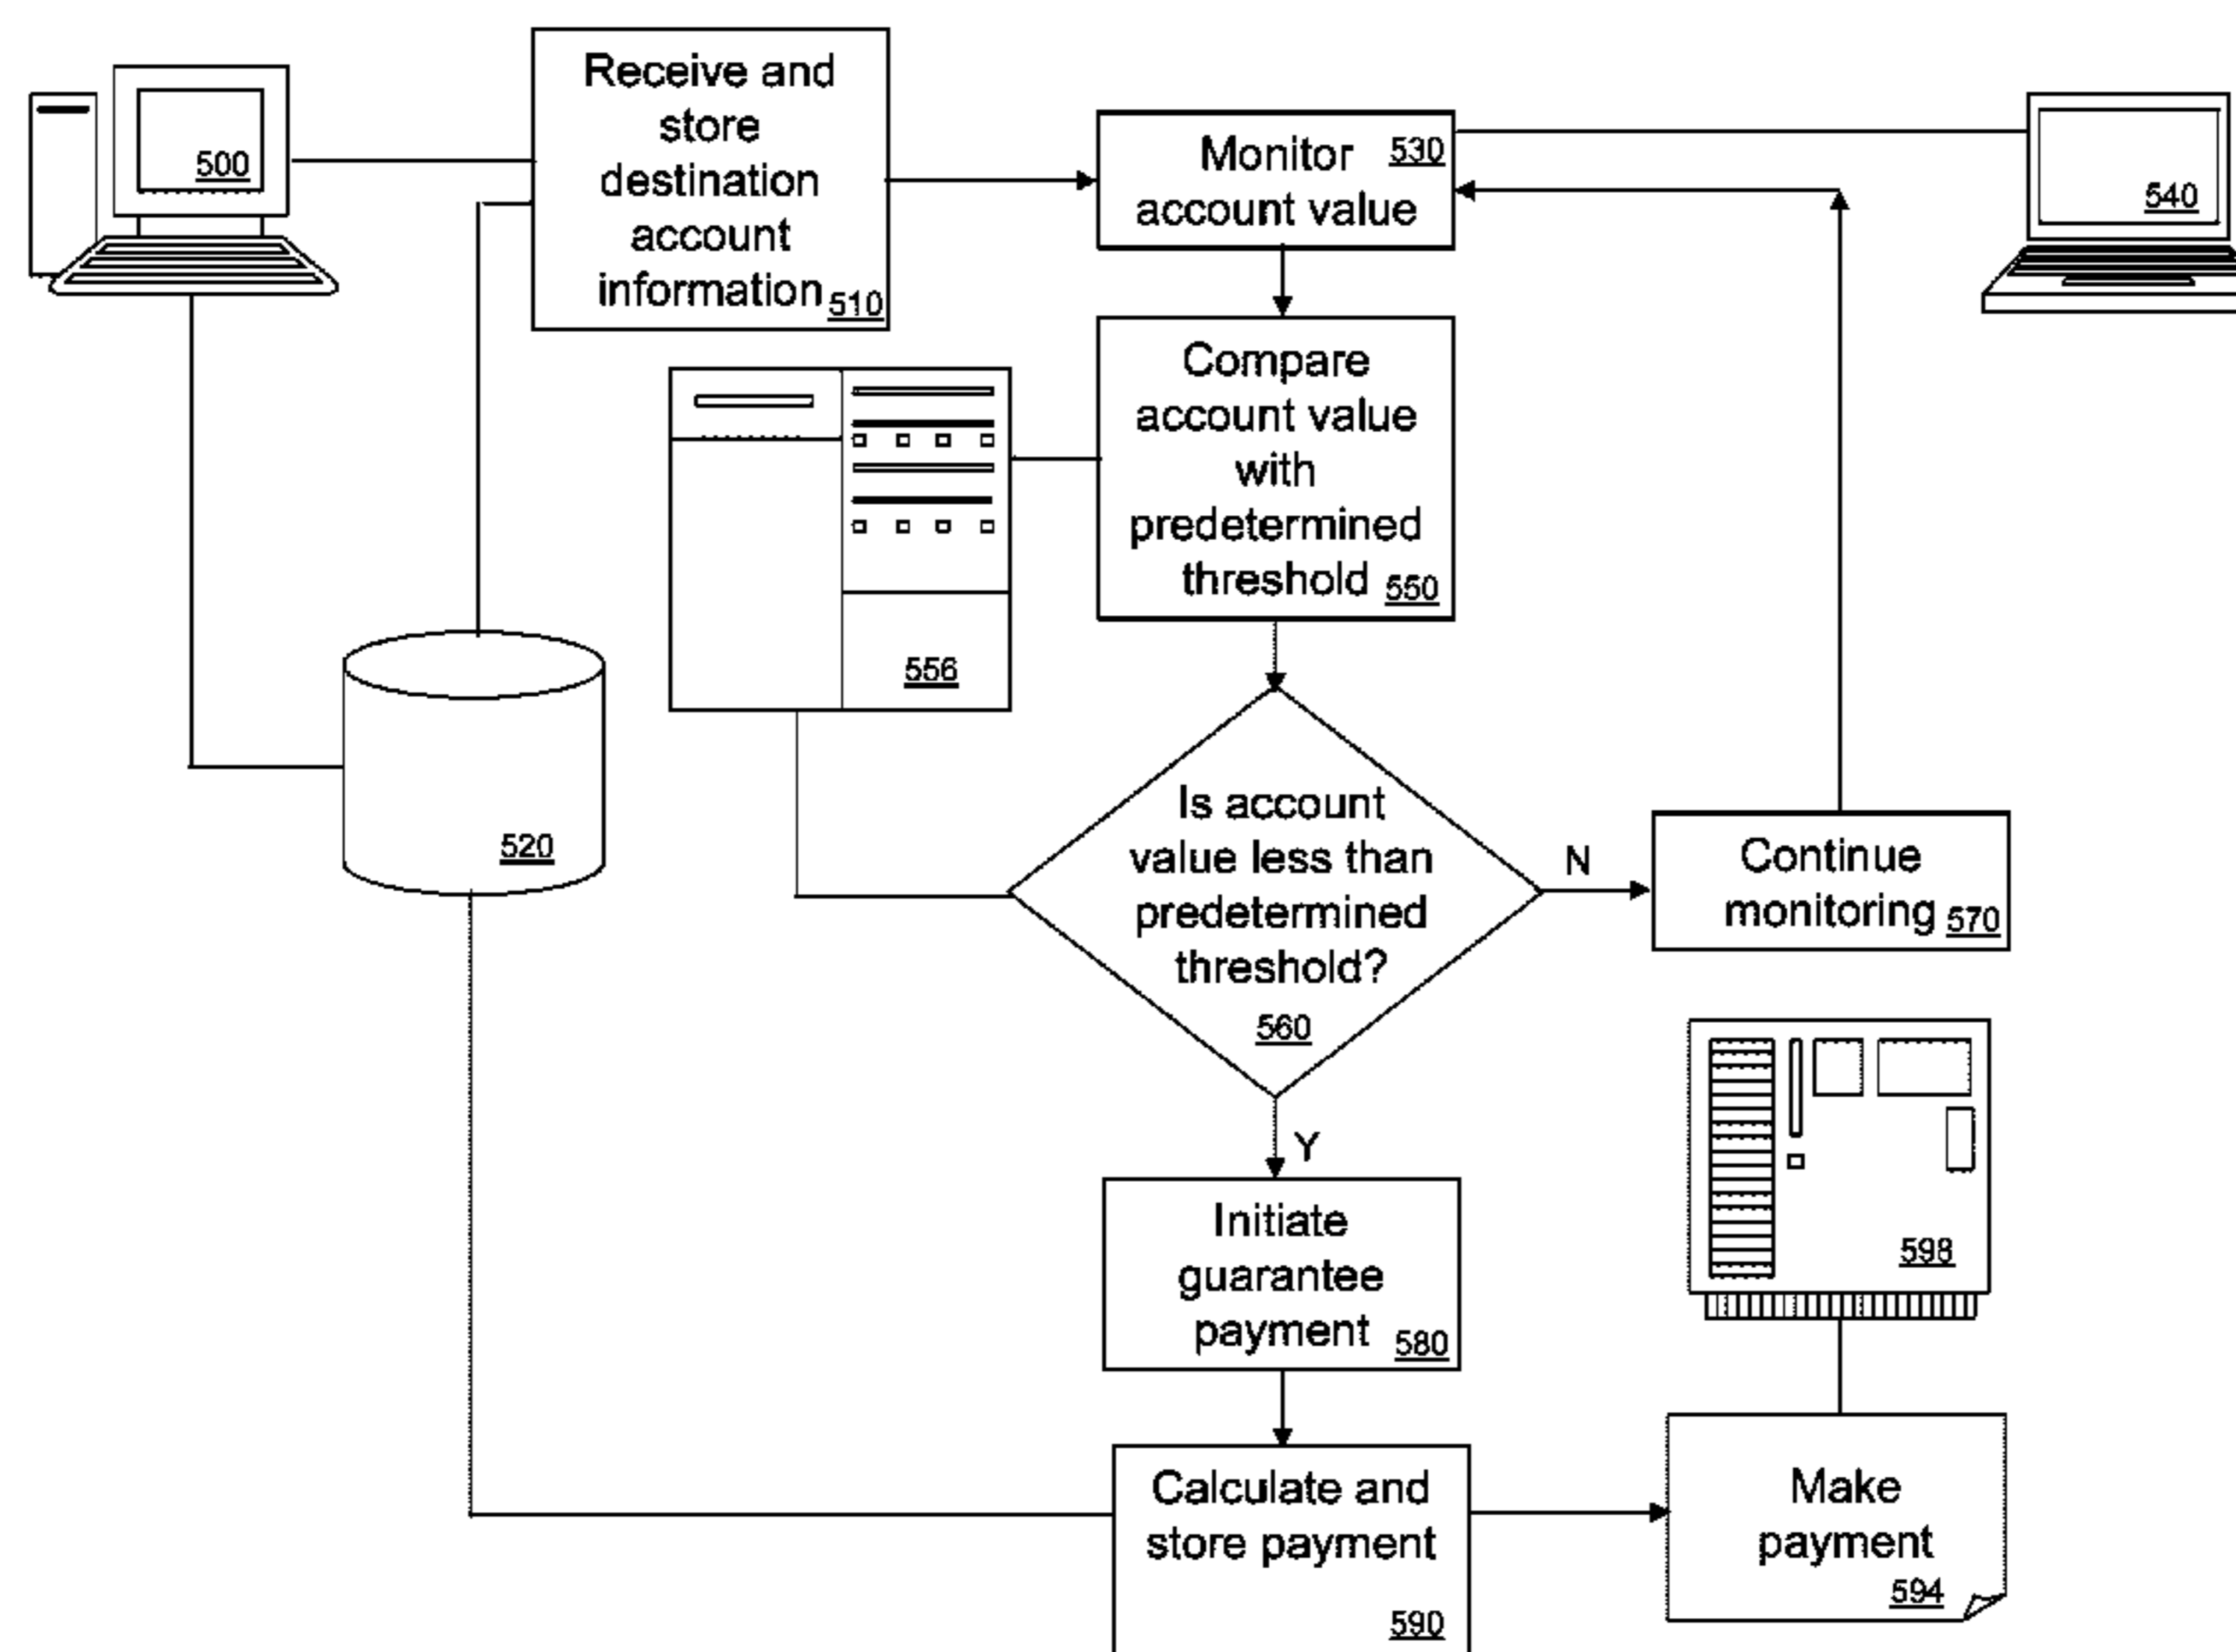 500
Receive and
store
destination
account
information 510
Monitor 530
account value
540
Compare
account value
with
predetermined
threshold 550
556
520
Is account
value less than
predetermined
threshold?
560
N
Continue
monitoring 570
Y
Initiate
guarantee
payment 580
598
Calculate and
store payment
590
Make
payment
594